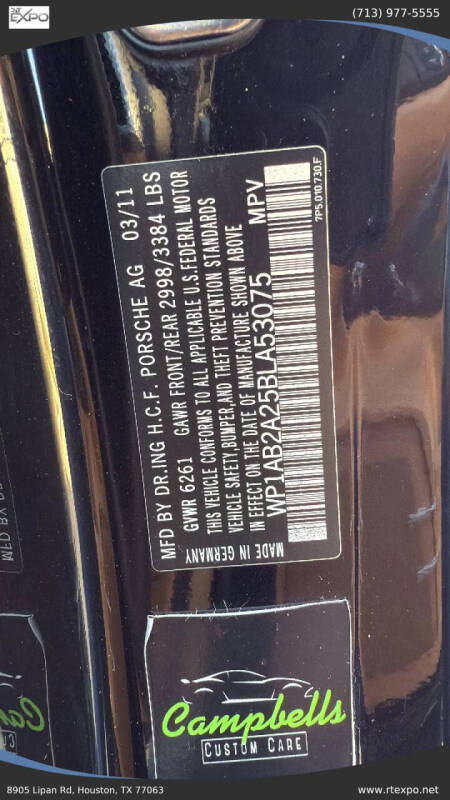 EXPO
(713) 977-5555
MFD BY DR.ING H.C.F. PORSCHE AG 03/11
GVWR 6261 GAWR FRONT/REAR 2998/3384 LBS
THIS VEHICLE CONFORMS TO ALL APPLICABLE U.S.FEDERAL MOTOR
VEHICLE SAFETY,BUMPER,AND THEFT PREVENTION STANDARDS
IN EFFECT ON THE DATE OF MANUFACTURE SHOWN ABOVE
WP1AB2A25BLA53075 MPV
MADE IN GERMANY
7P5.010.730.F
Campbells
CUSTOM CARE
8905 Lipan Rd, Houston, TX 77063
www.rtexpo.net